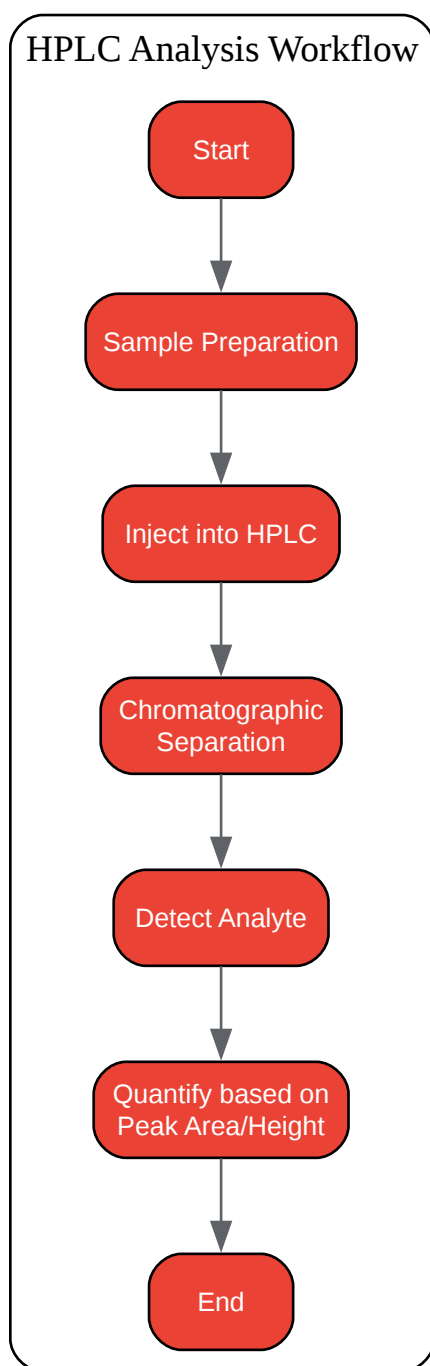 HPLC Analysis Workflow
Start
Sample Preparation
Inject into HPLC
Chromatographic
Separation
Detect Analyte
Quantify based on
Peak Area/Height
End